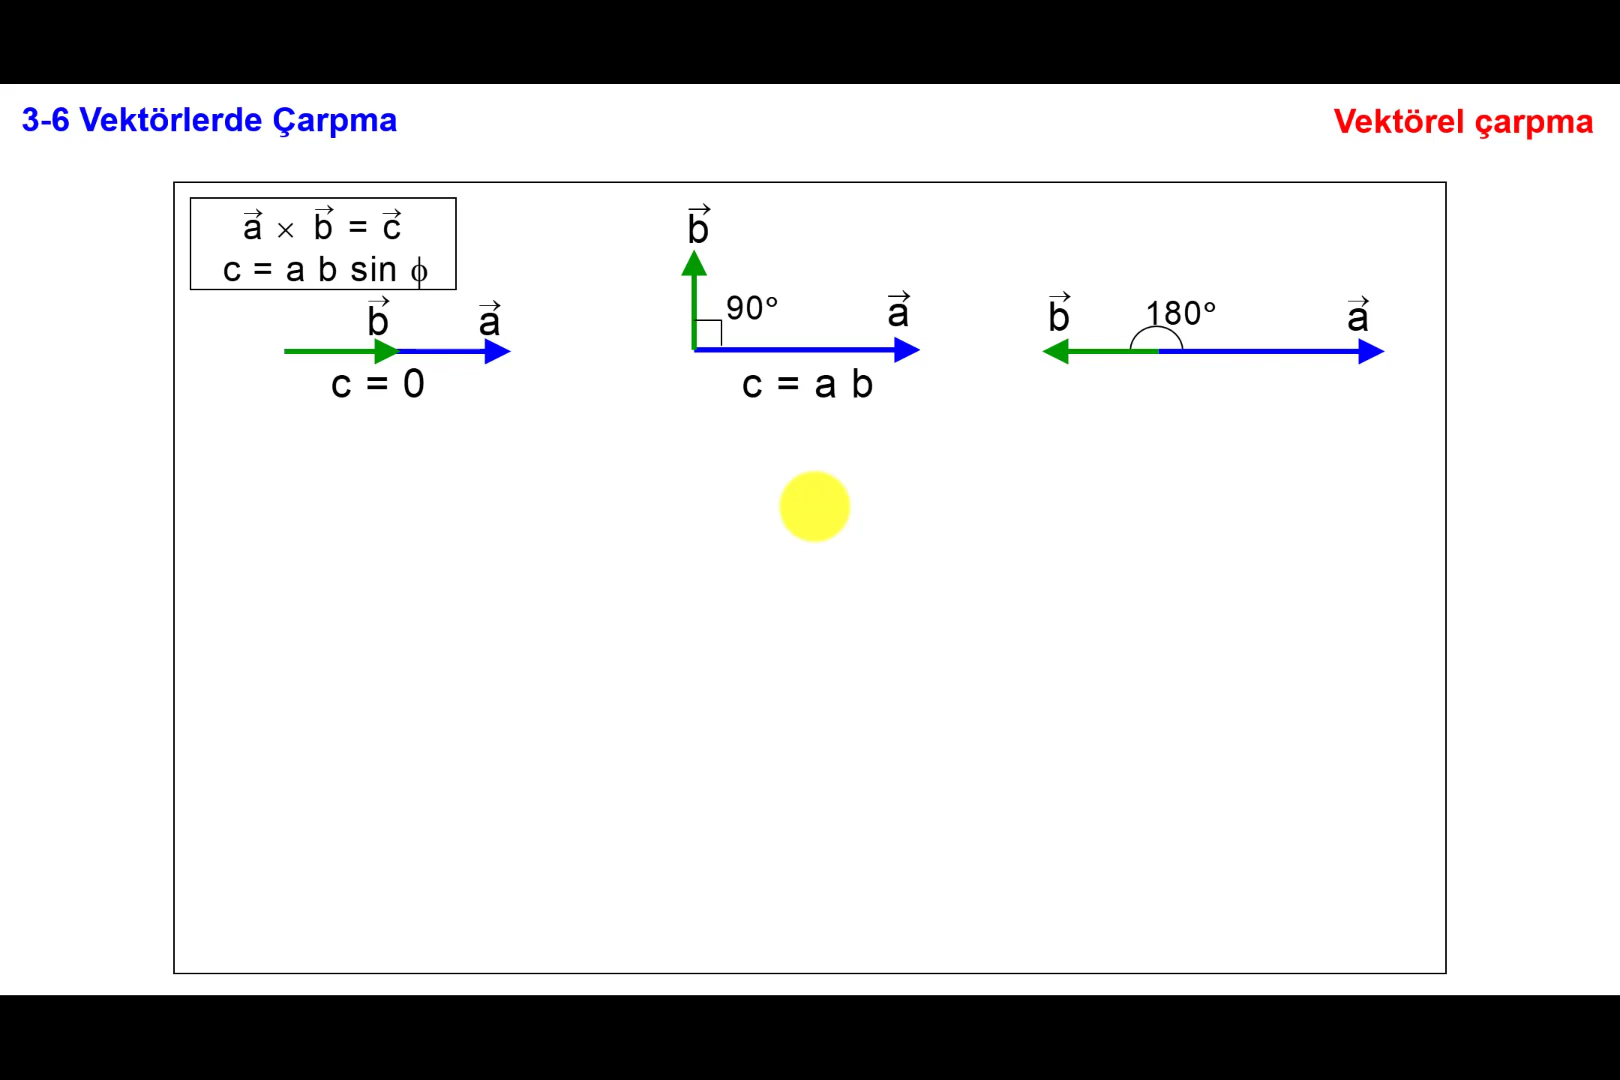 3-6 Vektörlerde Çarpma
Vektörel çarpma
a⃗ × b⃗ = c⃗
c = a b sin ϕ
b⃗ a⃗
c = 0
b⃗
90° a⃗
c = a b
b⃗ 180° a⃗